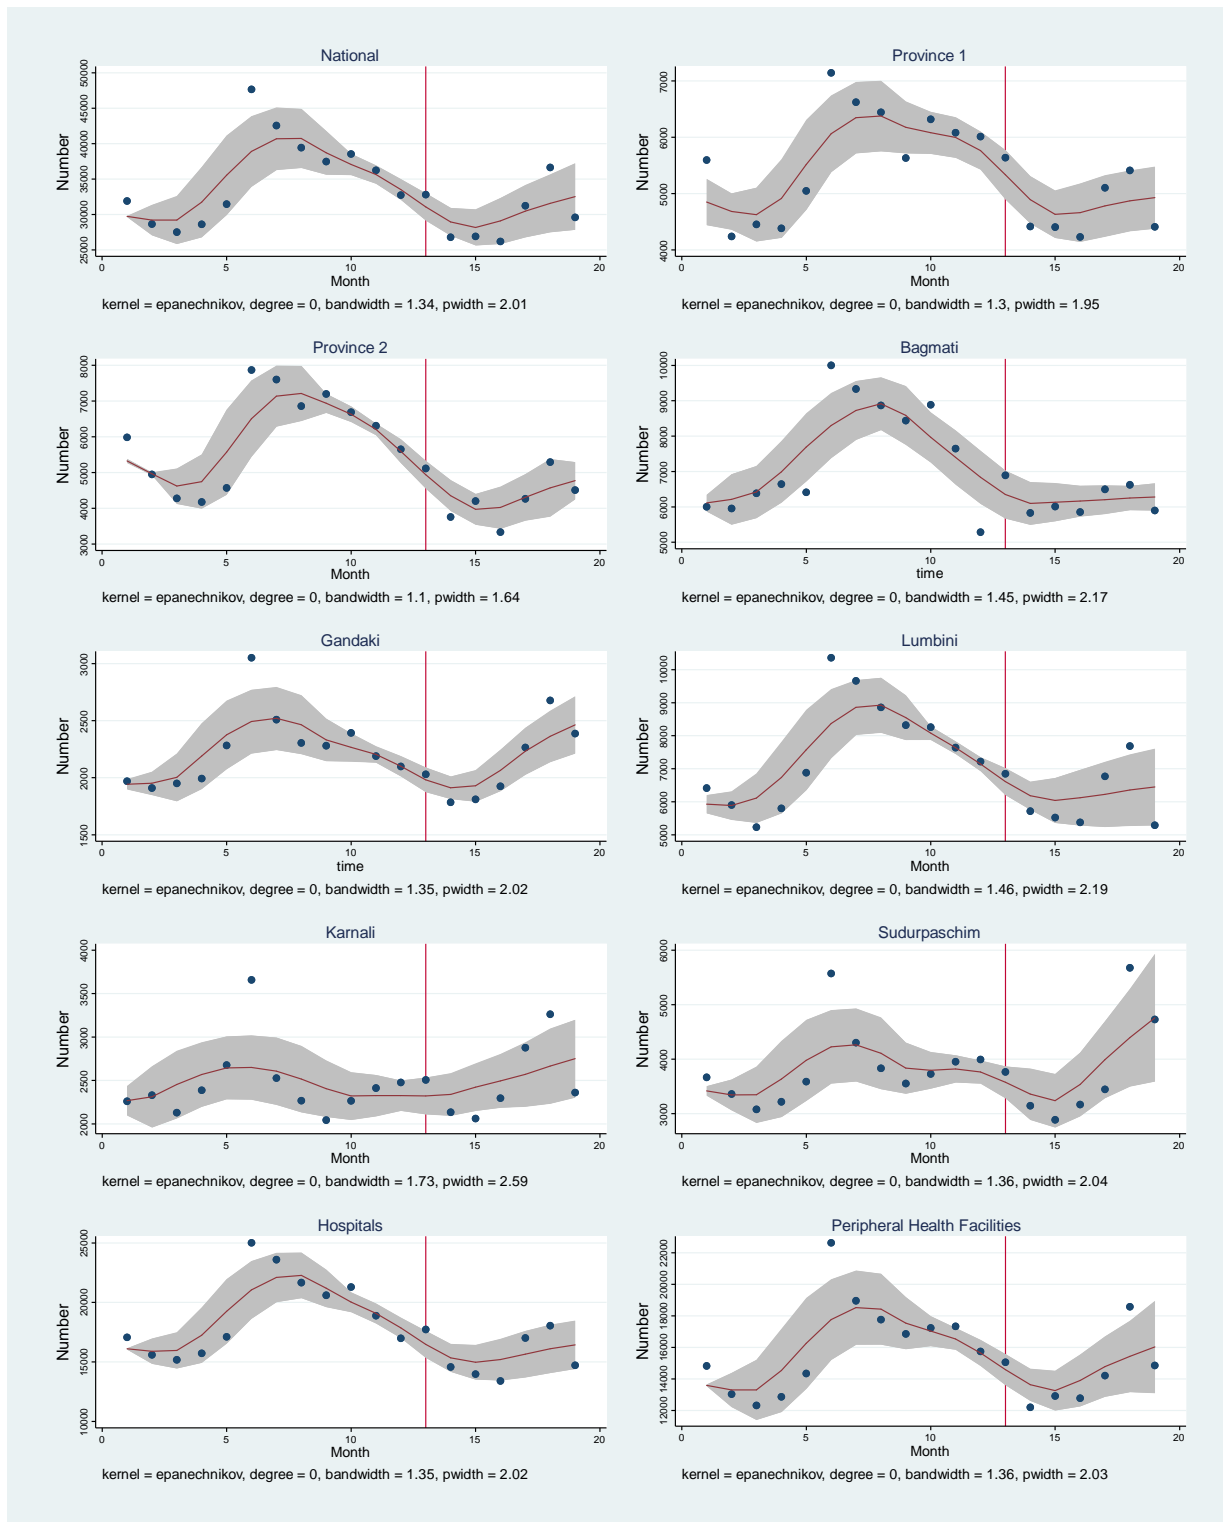 National
Number
50000
45000
40000
35000
30000
25000
0 5 10 15 20
Month
kernel = epanechnikov, degree = 0, bandwidth = 1.34, pwidth = 2.01
Province 1
Number
7000
6000
5000
4000
0 5 10 15 20
Month
kernel = epanechnikov, degree = 0, bandwidth = 1.3, pwidth = 1.95
Province 2
Number
8000
7000
6000
5000
4000
3000
0 5 10 15 20
Month
kernel = epanechnikov, degree = 0, bandwidth = 1.1, pwidth = 1.64
Bagmati
Number
10000
9000
8000
7000
6000
5000
0 5 10 15 20
time
kernel = epanechnikov, degree = 0, bandwidth = 1.45, pwidth = 2.17
Gandaki
Number
3000
2500
2000
1500
0 5 10 15 20
time
kernel = epanechnikov, degree = 0, bandwidth = 1.35, pwidth = 2.02
Lumbini
Number
10000
9000
8000
7000
6000
5000
0 5 10 15 20
Month
kernel = epanechnikov, degree = 0, bandwidth = 1.46, pwidth = 2.19
Karnali
Number
4000
3500
3000
2500
2000
0 5 10 15 20
Month
kernel = epanechnikov, degree = 0, bandwidth = 1.73, pwidth = 2.59
Sudurpaschim
Number
6000
5000
4000
3000
0 5 10 15 20
Month
kernel = epanechnikov, degree = 0, bandwidth = 1.36, pwidth = 2.04
Hospitals
Number
25000
20000
15000
10000
0 5 10 15 20
Month
kernel = epanechnikov, degree = 0, bandwidth = 1.35, pwidth = 2.02
Peripheral Health Facilities
Number
22000
20000
18000
16000
14000
12000
0 5 10 15 20
Month
kernel = epanechnikov, degree = 0, bandwidth = 1.36, pwidth = 2.03